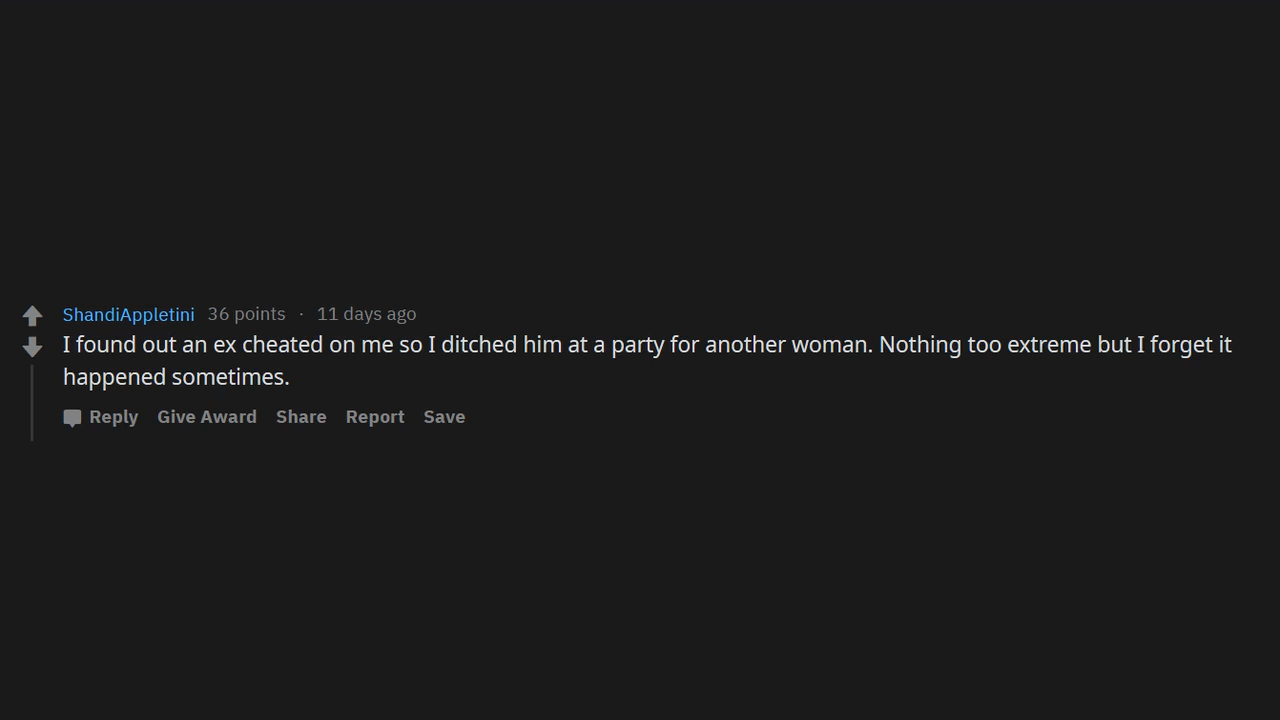 ShandiAppletini 36 points · 11 days ago
I found out an ex cheated on me so I ditched him at a party for another woman. Nothing too extreme but I forget it
happened sometimes.
Reply Give Award Share Report Save